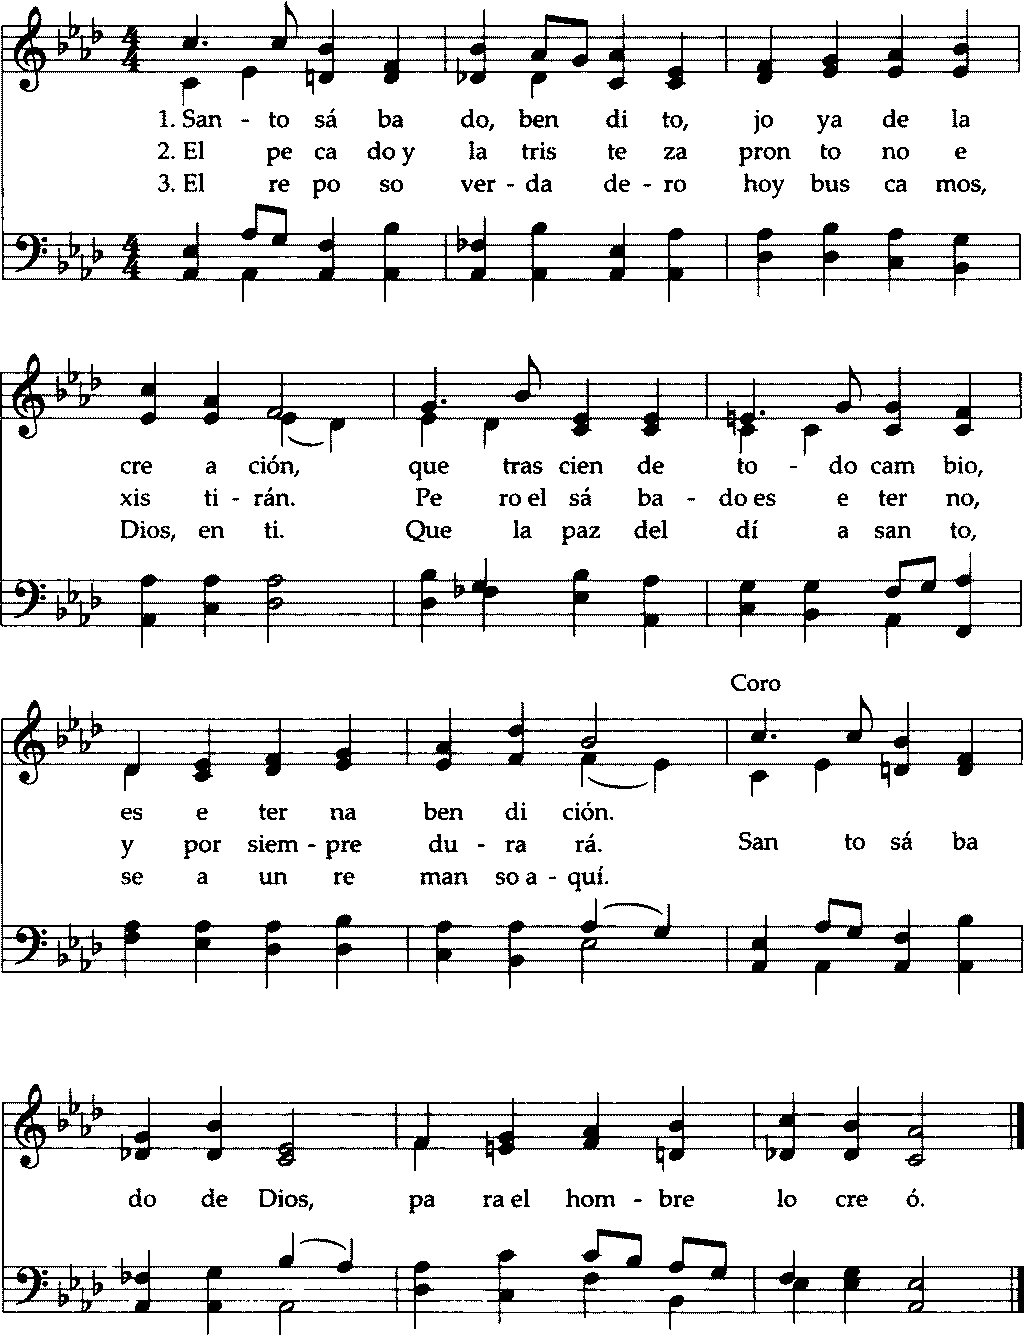 1. San - to sá ba do, ben di to, jo ya de la
2. El pe ca do y la tris te za pron to no e
3. El re po so ver - da de - ro hoy bus ca mos,
cre a ción, que tras cien de to - do cam bio,
xis ti - rán. Pe ro el sá ba - do es e ter no,
Dios, en ti. Que la paz del dí a san to,
Coro
es e ter na ben di ción.
y por siem - pre du - ra rá. San to sá ba
se a un re man so a - quí.
do de Dios, pa ra el hom - bre lo cre ó.